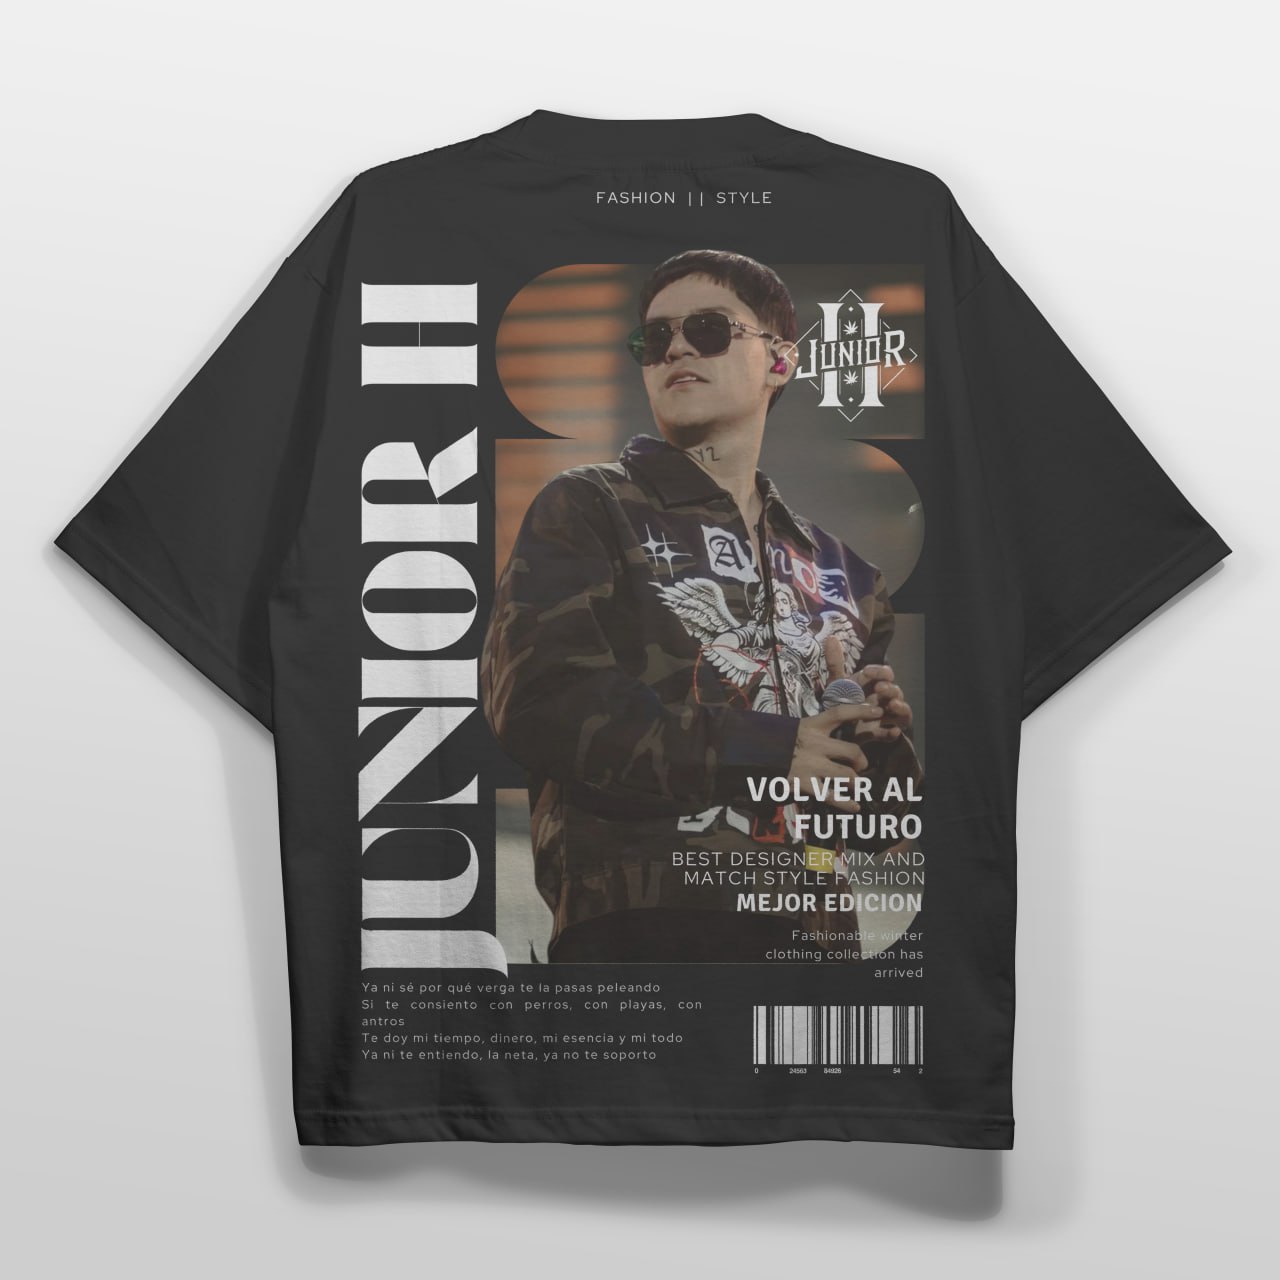 FASHION || STYLE
JUNIOR H
H
JUNIOR
Y2
Amor
VOLVER AL
FUTURO
BEST DESIGNER MIX AND
MATCH STYLE FASHION
MEJOR EDICION
Fashionable winter
clothing collection has
arrived
Ya ni sé por qué verga te la pasas peleando
Si te consiento con perros, con playas, con
antros
Te doy mi tiempo, dinero, mi esencia y mi todo
Ya ni te entiendo, la neta, ya no te soporto
0 24563 84926 54 2